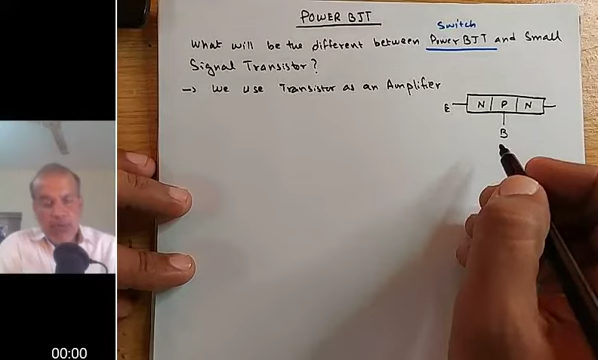 POWER BJT
Switch
What will be the different between Power BJT and Small
Signal Transistor?
→ We use Transistor as an Amplifier
E N P N
B
00:00